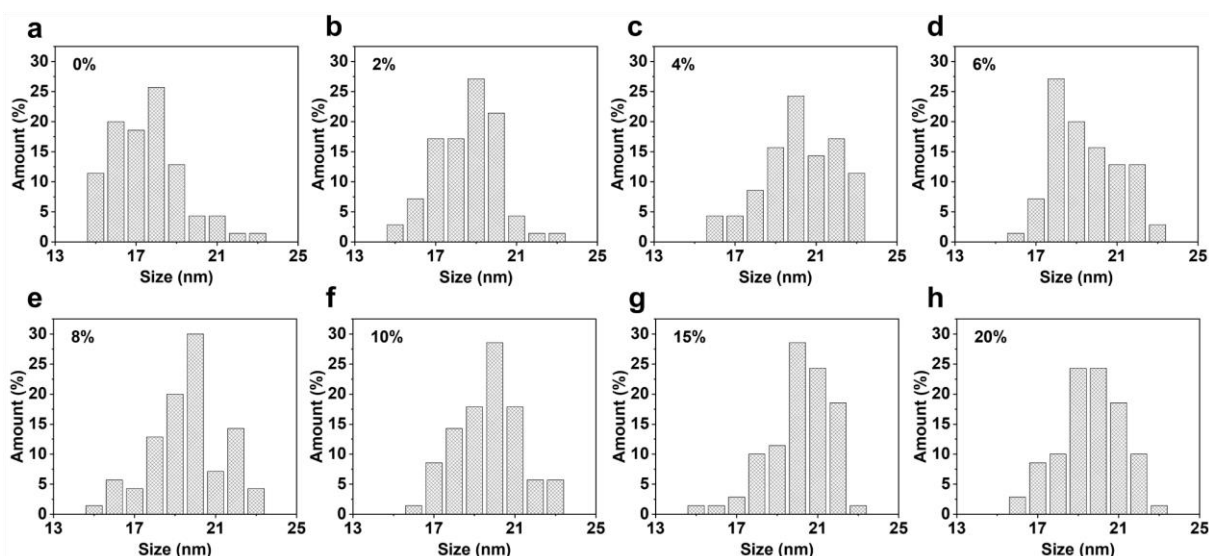 a b c d
0% 2% 4% 6%
Amount (%) Amount (%) Amount (%) Amount (%)
30 30 30 30
25 25 25 25
20 20 20 20
15 15 15 15
10 10 10 10
5 5 5 5
0 0 0 0
13 17 21 25 13 17 21 25 13 17 21 25 13 17 21 25
Size (nm) Size (nm) Size (nm) Size (nm)
e f g h
8% 10% 15% 20%
Amount (%) Amount (%) Amount (%) Amount (%)
30 30 30 30
25 25 25 25
20 20 20 20
15 15 15 15
10 10 10 10
5 5 5 5
0 0 0 0
13 17 21 25 13 17 21 25 13 17 21 25 13 17 21 25
Size (nm) Size (nm) Size (nm) Size (nm)